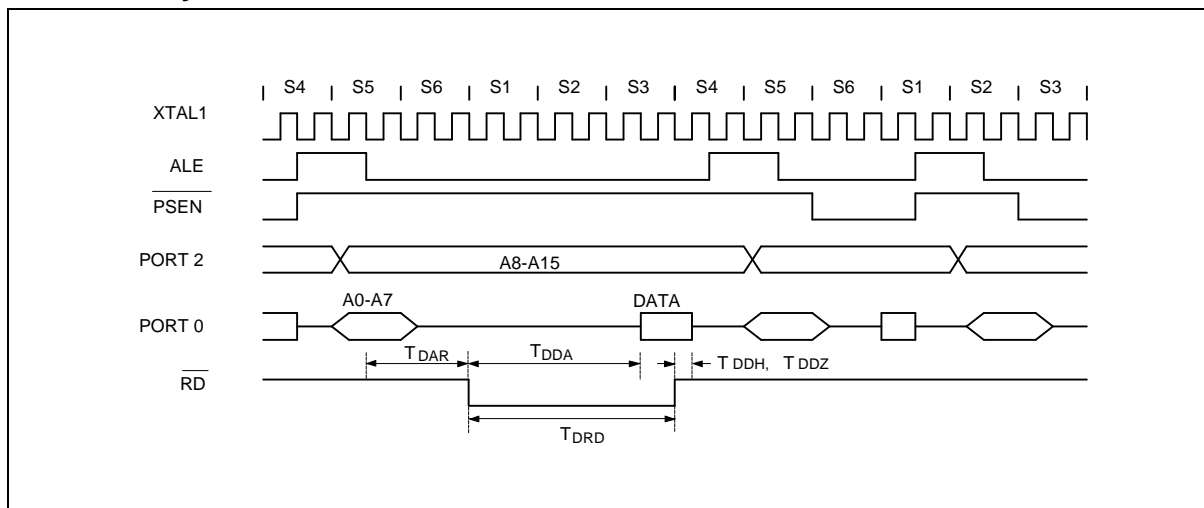 S4 S5 S6 S1 S2 S3 S4 S5 S6 S1 S2 S3
XTAL1
ALE
PSEN
PORT 2
A8-A15
A0-A7 DATA
PORT 0
TDAR TDDA TDDH, TDDZ
RD
TDRD